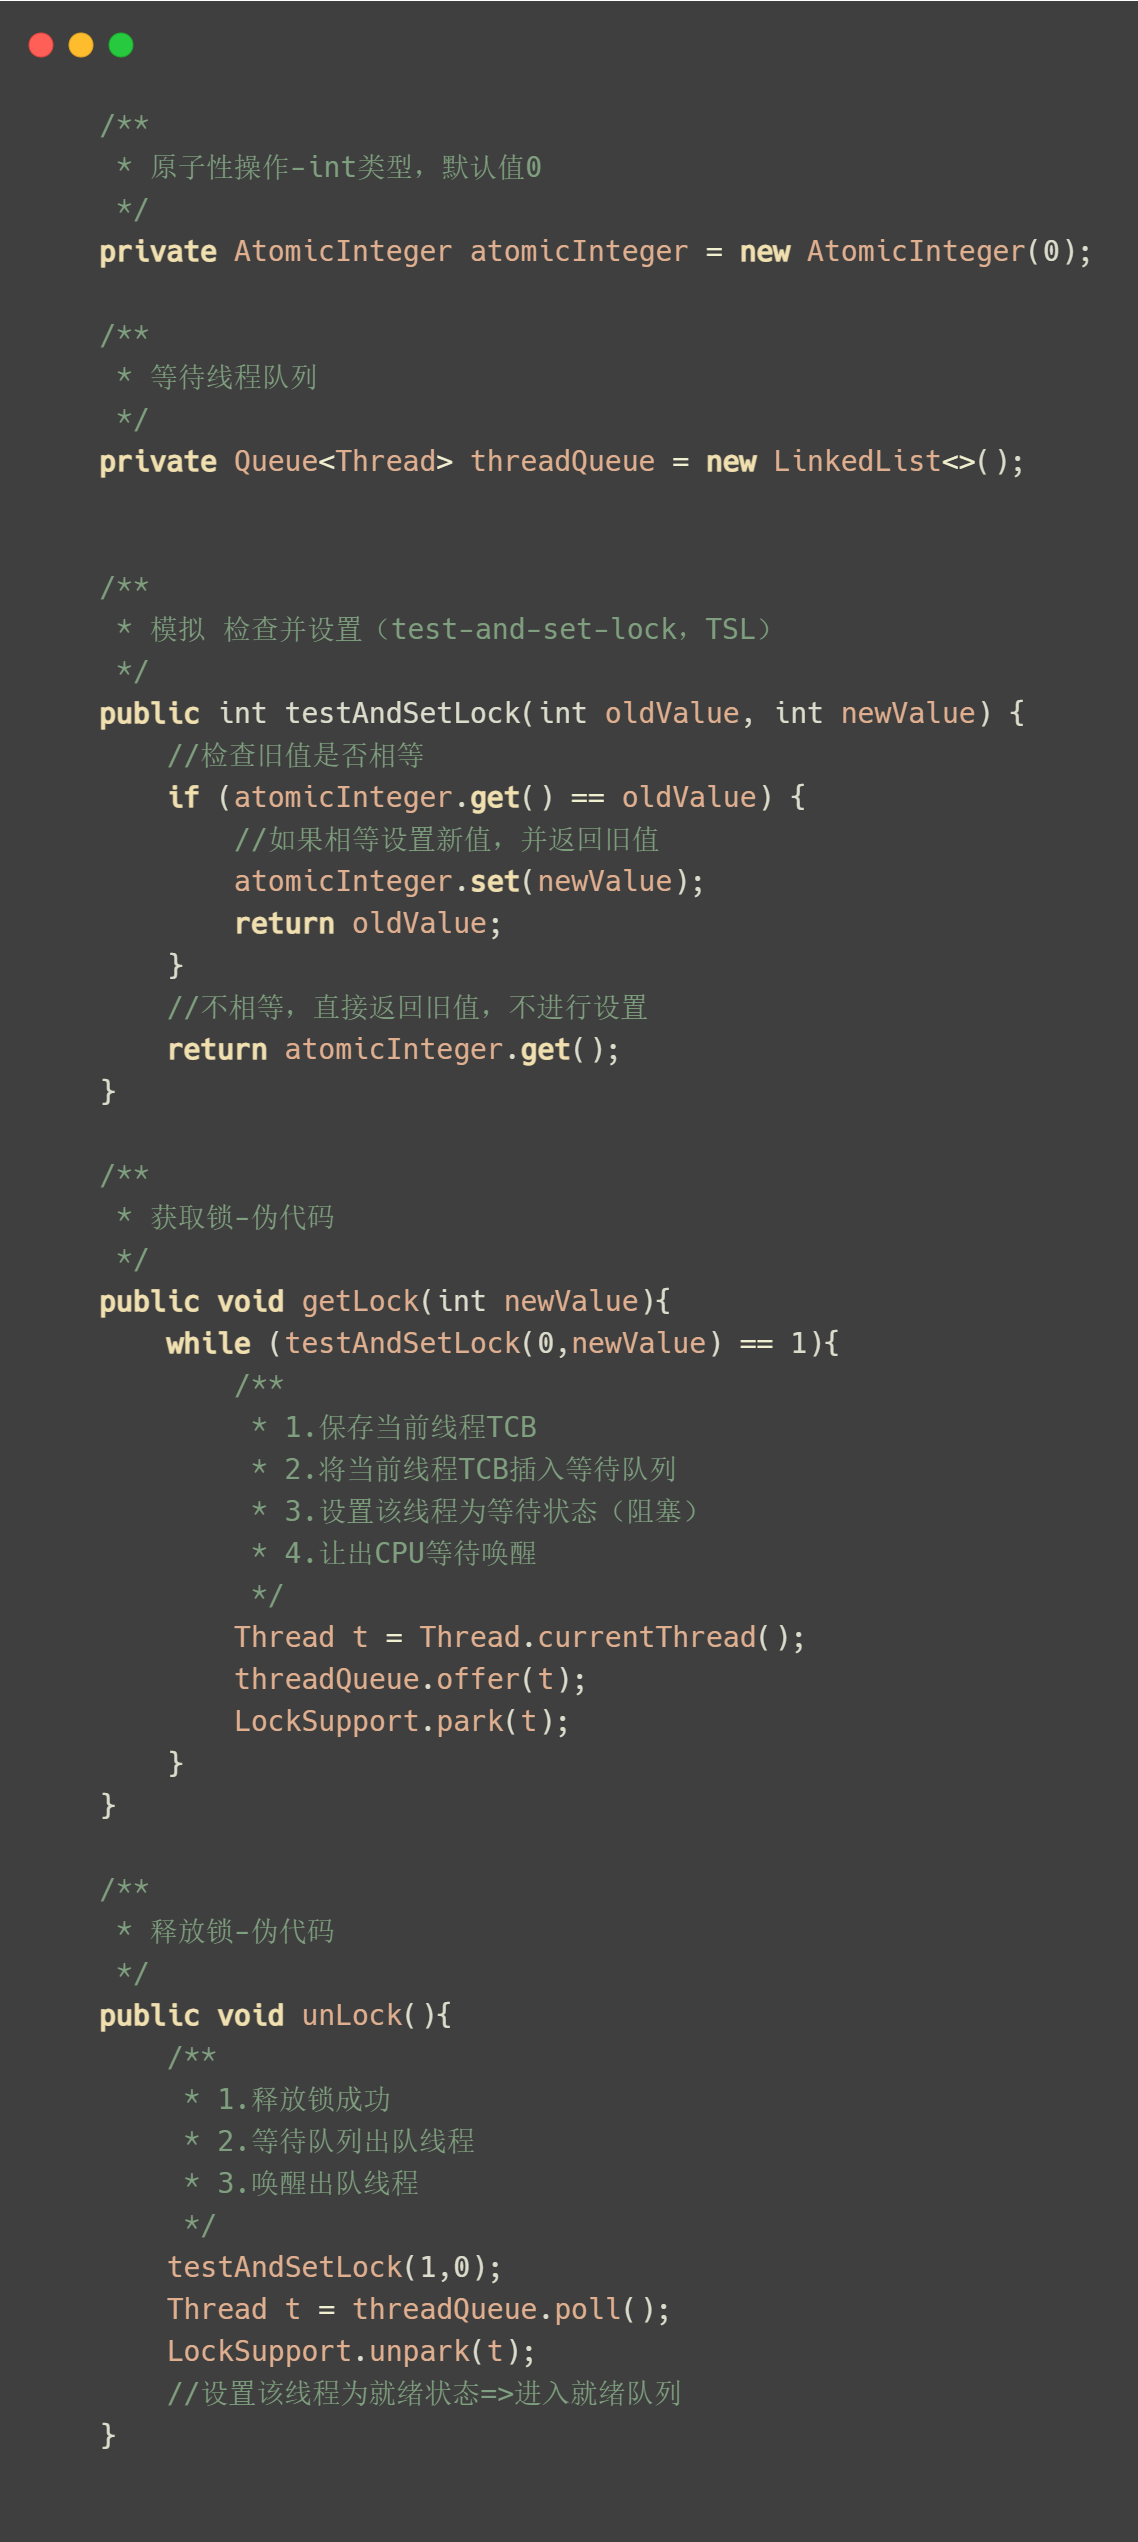 /**
 * 原子性操作-int类型，默认值0
 */
private AtomicInteger atomicInteger = new AtomicInteger(0);
/**
 * 等待线程队列
 */
private Queue<Thread> threadQueue = new LinkedList<>();
/**
 * 模拟 检查并设置（test-and-set-lock，TSL）
 */
public int testAndSetLock(int oldValue, int newValue) {
    //检查旧值是否相等
    if (atomicInteger.get() == oldValue) {
        //如果相等设置新值，并返回旧值
        atomicInteger.set(newValue);
        return oldValue;
    }
    //不相等，直接返回旧值，不进行设置
    return atomicInteger.get();
}
/**
 * 获取锁-伪代码
 */
public void getLock(int newValue){
    while (testAndSetLock(0,newValue) == 1){
        /**
         * 1.保存当前线程TCB
         * 2.将当前线程TCB插入等待队列
         * 3.设置该线程为等待状态（阻塞）
         * 4.让出CPU等待唤醒
         */
        Thread t = Thread.currentThread();
        threadQueue.offer(t);
        LockSupport.park(t);
    }
}
/**
 * 释放锁-伪代码
 */
public void unLock(){
    /**
     * 1.释放锁成功
     * 2.等待队列出队线程
     * 3.唤醒出队线程
     */
    testAndSetLock(1,0);
    Thread t = threadQueue.poll();
    LockSupport.unpark(t);
    //设置该线程为就绪状态=>进入就绪队列
}